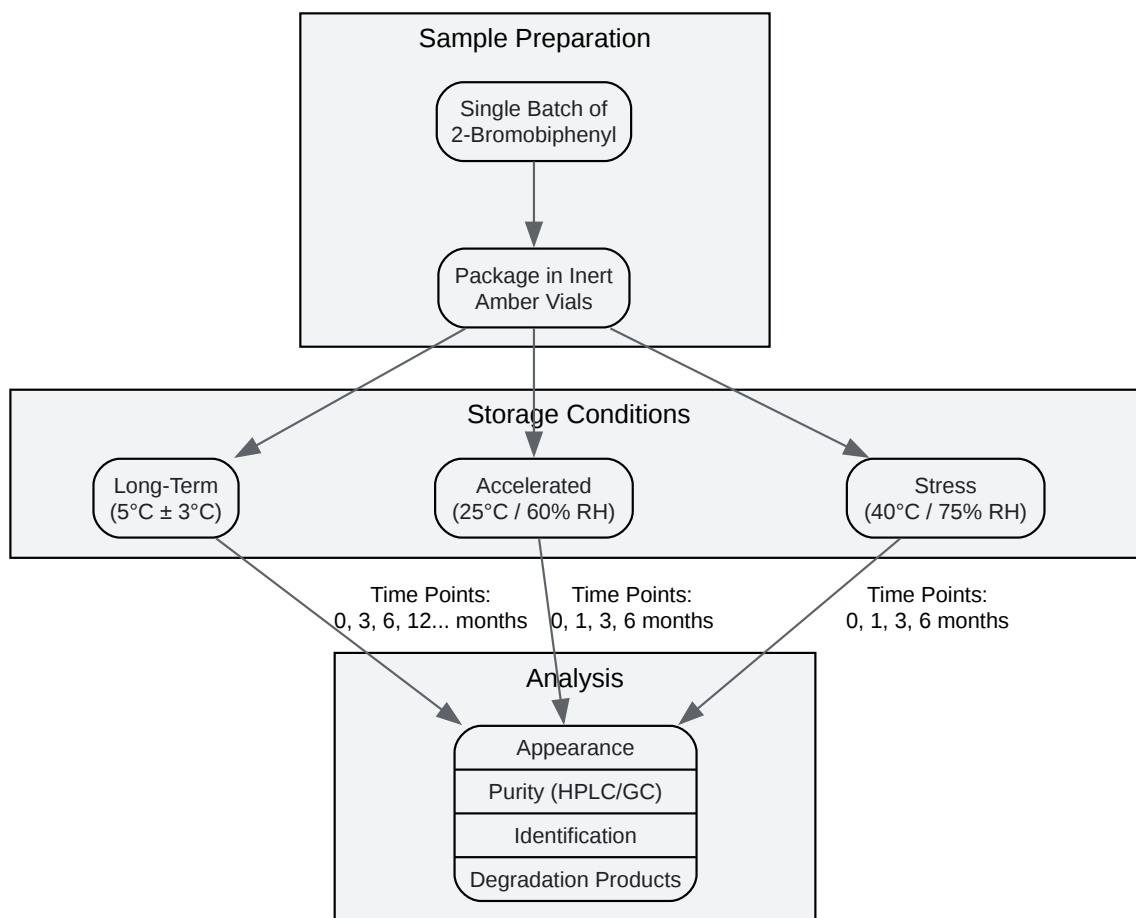 Sample Preparation
Single Batch of
2-Bromobiphenyl
Package in Inert
Amber Vials
Storage Conditions
Long-Term
(5°C ± 3°C)
Accelerated
(25°C / 60% RH)
Stress
(40°C / 75% RH)
Time Points:
0, 3, 6, 12... months
Time Points:
0, 1, 3, 6 months
Time Points:
0, 1, 3, 6 months
Analysis
Appearance
Purity (HPLC/GC)
Identification
Degradation Products